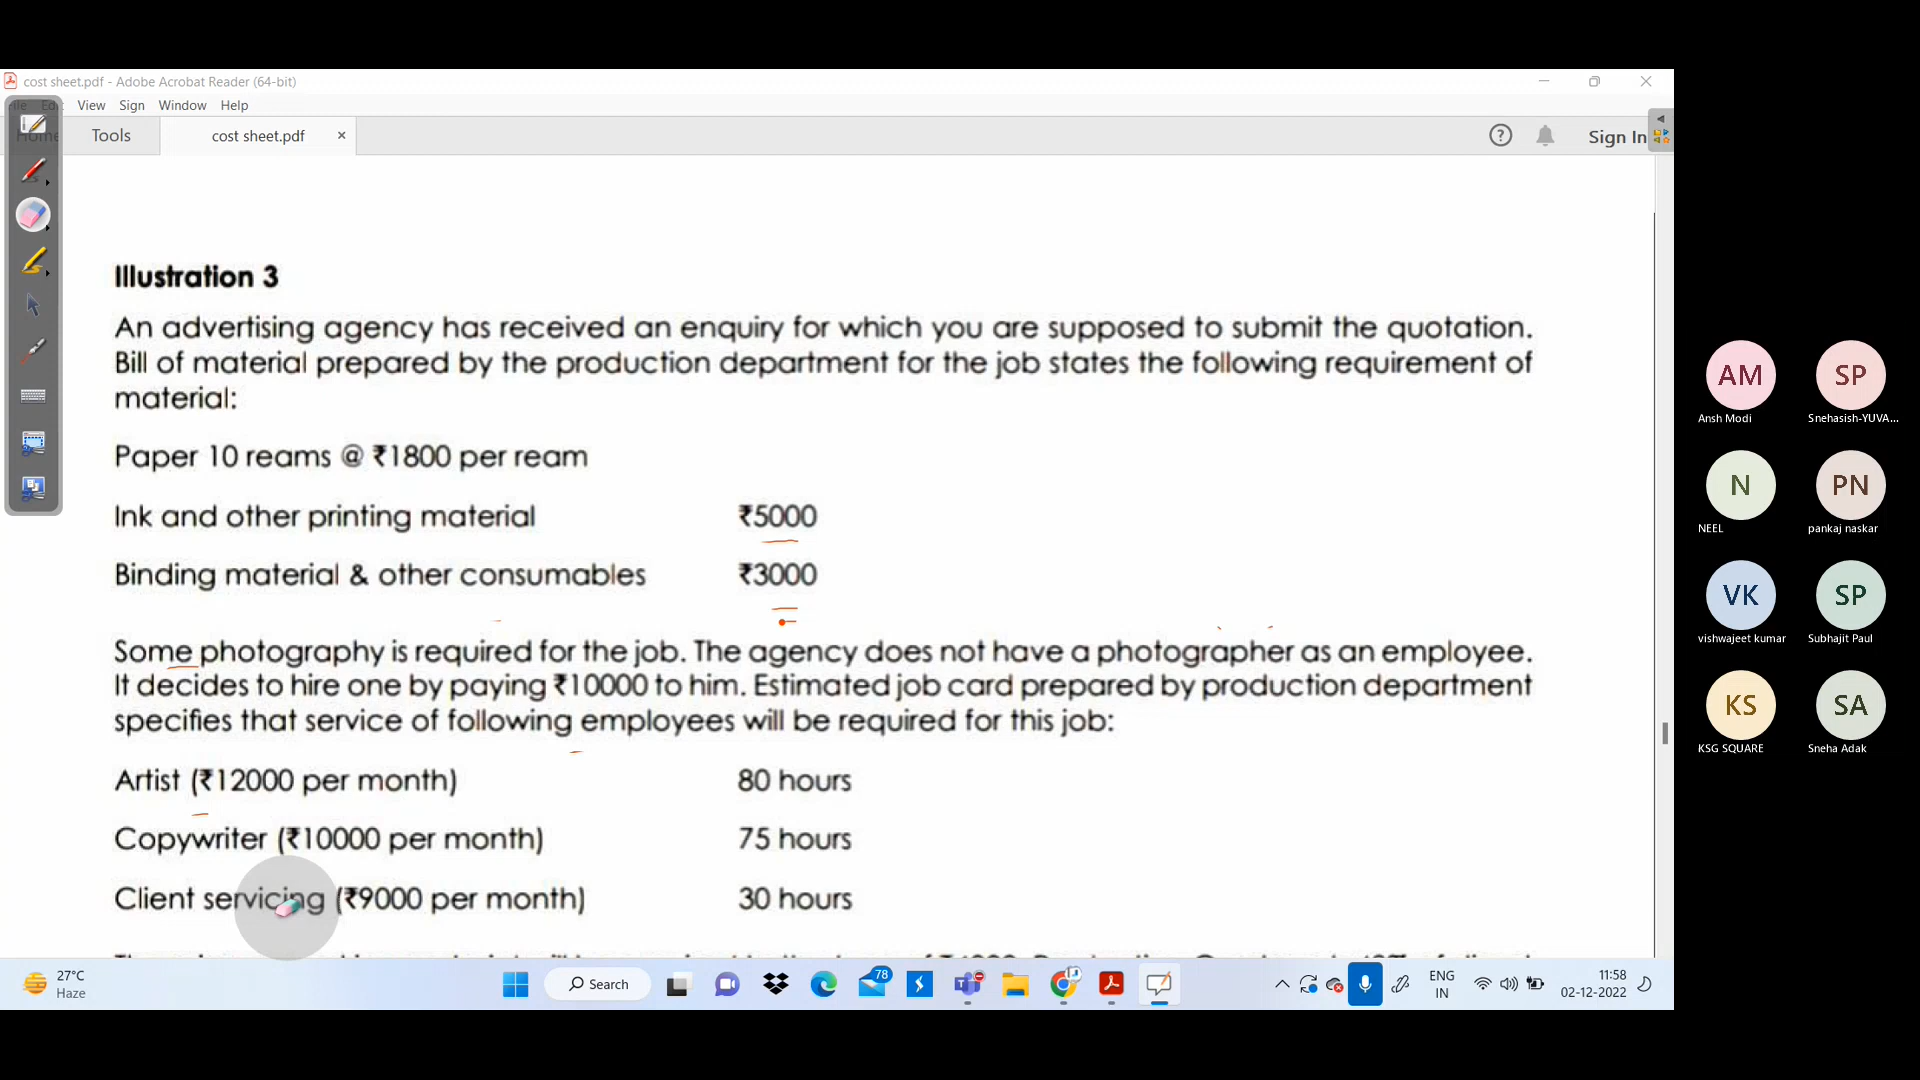 cost sheet.pdf - Adobe Acrobat Reader (64-bit)
View Sign Window Help
Home Tools cost sheet.pdf × ? Sign In
Illustration 3
An advertising agency has received an enquiry for which you are supposed to submit the quotation.
Bill of material prepared by the production department for the job states the following requirement of
material:
Paper 10 reams @ ₹1800 per ream
Ink and other printing material ₹5000
Binding material & other consumables ₹3000
Some photography is required for the job. The agency does not have a photographer as an employee.
It decides to hire one by paying ₹10000 to him. Estimated job card prepared by production department
specifies that service of following employees will be required for this job:
Artist (₹12000 per month) 80 hours
Copywriter (₹10000 per month) 75 hours
Client servicing (₹9000 per month) 30 hours
AM SP
Ansh Modi Snehasish-YUVA...
N PN
NEEL pankaj naskar
VK SP
vishwajeet kumar Subhajit Paul
KS SA
KSG SQUARE Sneha Adak
27°C
Haze
Search
78
ENG
IN
11:58
02-12-2022